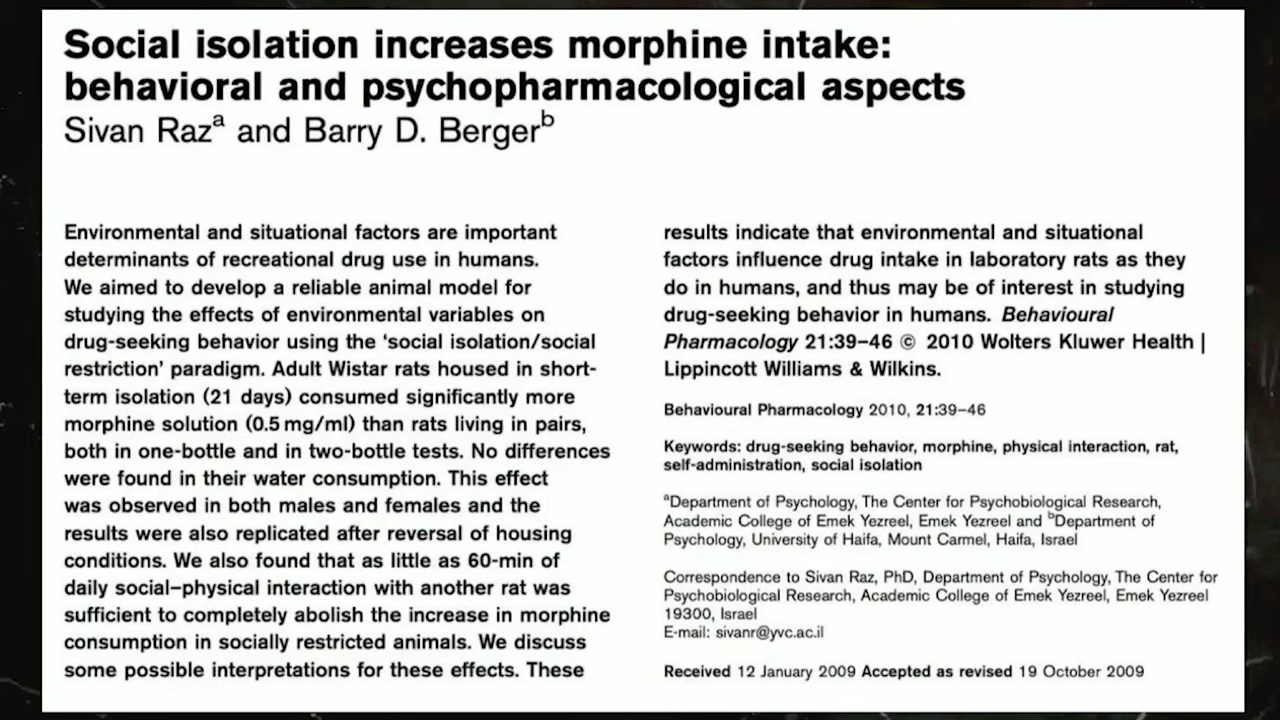 Social isolation increases morphine intake:
behavioral and psychopharmacological aspects
Sivan Razᵃ and Barry D. Bergerᵇ
Environmental and situational factors are important
determinants of recreational drug use in humans.
We aimed to develop a reliable animal model for
studying the effects of environmental variables on
drug-seeking behavior using the ‘social isolation/social
restriction’ paradigm. Adult Wistar rats housed in short-
term isolation (21 days) consumed significantly more
morphine solution (0.5 mg/ml) than rats living in pairs,
both in one-bottle and in two-bottle tests. No differences
were found in their water consumption. This effect
was observed in both males and females and the
results were also replicated after reversal of housing
conditions. We also found that as little as 60-min of
daily social–physical interaction with another rat was
sufficient to completely abolish the increase in morphine
consumption in socially restricted animals. We discuss
some possible interpretations for these effects. These
results indicate that environmental and situational
factors influence drug intake in laboratory rats as they
do in humans, and thus may be of interest in studying
drug-seeking behavior in humans. Behavioural
Pharmacology 21:39–46 © 2010 Wolters Kluwer Health |
Lippincott Williams & Wilkins.
Behavioural Pharmacology 2010, 21:39–46
Keywords: drug-seeking behavior, morphine, physical interaction, rat,
self-administration, social isolation
ᵃDepartment of Psychology, The Center for Psychobiological Research,
Academic College of Emek Yezreel, Emek Yezreel and ᵇDepartment of
Psychology, University of Haifa, Mount Carmel, Haifa, Israel
Correspondence to Sivan Raz, PhD, Department of Psychology, The Center for
Psychobiological Research, Academic College of Emek Yezreel, Emek Yezreel
19300, Israel
E-mail: sivanr@yvc.ac.il
Received 12 January 2009 Accepted as revised 19 October 2009